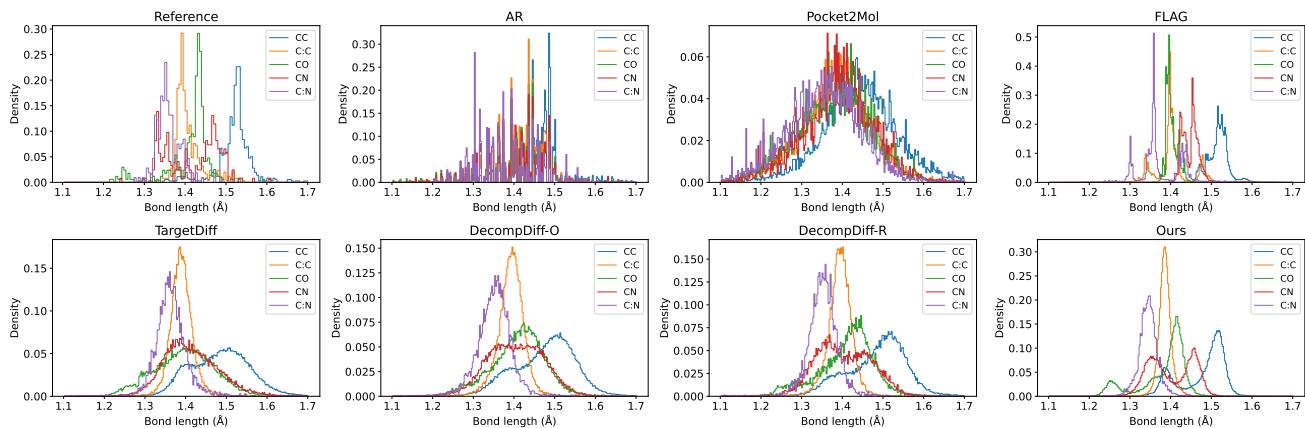 Reference
0.30
0.25
0.20
0.15
0.10
0.05
0.00
Density
1.1 1.2 1.3 1.4 1.5 1.6 1.7
Bond length (Å)
CC
C:C
CO
CN
C:N
AR
0.30
0.25
0.20
0.15
0.10
0.05
0.00
Density
1.1 1.2 1.3 1.4 1.5 1.6 1.7
Bond length (Å)
CC
C:C
CO
CN
C:N
Pocket2Mol
0.06
0.04
0.02
0.00
Density
1.1 1.2 1.3 1.4 1.5 1.6 1.7
Bond length (Å)
CC
C:C
CO
CN
C:N
FLAG
0.5
0.4
0.3
0.2
0.1
0.0
Density
1.1 1.2 1.3 1.4 1.5 1.6 1.7
Bond length (Å)
CC
C:C
CO
CN
C:N
TargetDiff
0.15
0.10
0.05
0.00
Density
1.1 1.2 1.3 1.4 1.5 1.6 1.7
Bond length (Å)
CC
C:C
CO
CN
C:N
DecompDiff-O
0.150
0.125
0.100
0.075
0.050
0.025
0.000
Density
1.1 1.2 1.3 1.4 1.5 1.6 1.7
Bond length (Å)
CC
C:C
CO
CN
C:N
DecompDiff-R
0.150
0.125
0.100
0.075
0.050
0.025
0.000
Density
1.1 1.2 1.3 1.4 1.5 1.6 1.7
Bond length (Å)
CC
C:C
CO
CN
C:N
Ours
0.30
0.25
0.20
0.15
0.10
0.05
0.00
Density
1.1 1.2 1.3 1.4 1.5 1.6 1.7
Bond length (Å)
CC
C:C
CO
CN
C:N